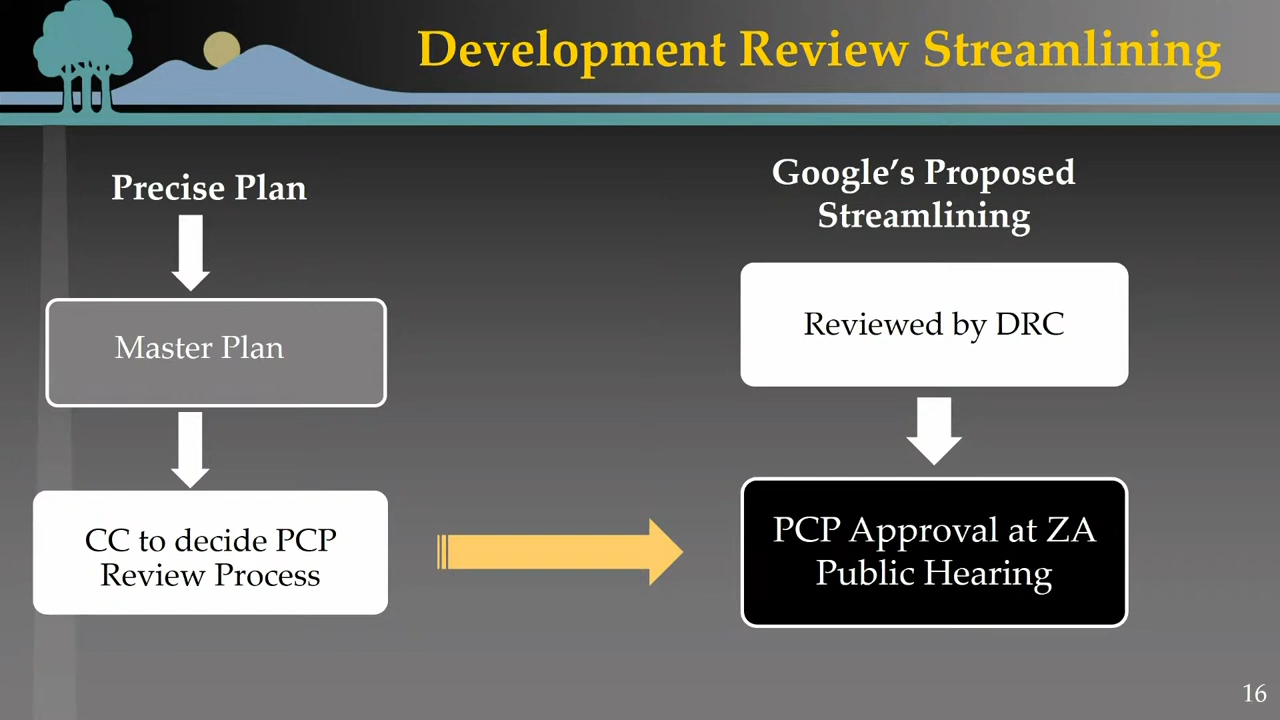 Development Review Streamlining
Precise Plan
Master Plan
CC to decide PCP
Review Process
Google’s Proposed
Streamlining
Reviewed by DRC
PCP Approval at ZA
Public Hearing
16